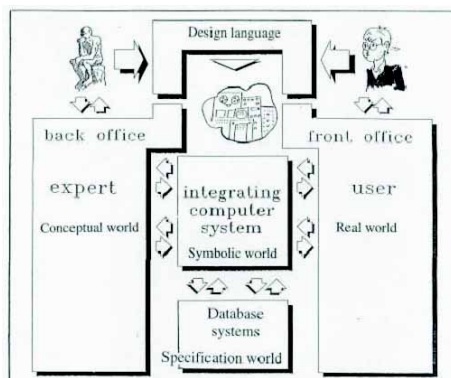 Design language
back office
front office
expert
integrating
computer
system
user
Conceptual world
Symbolic world
Real world
Database
systems
Specification world